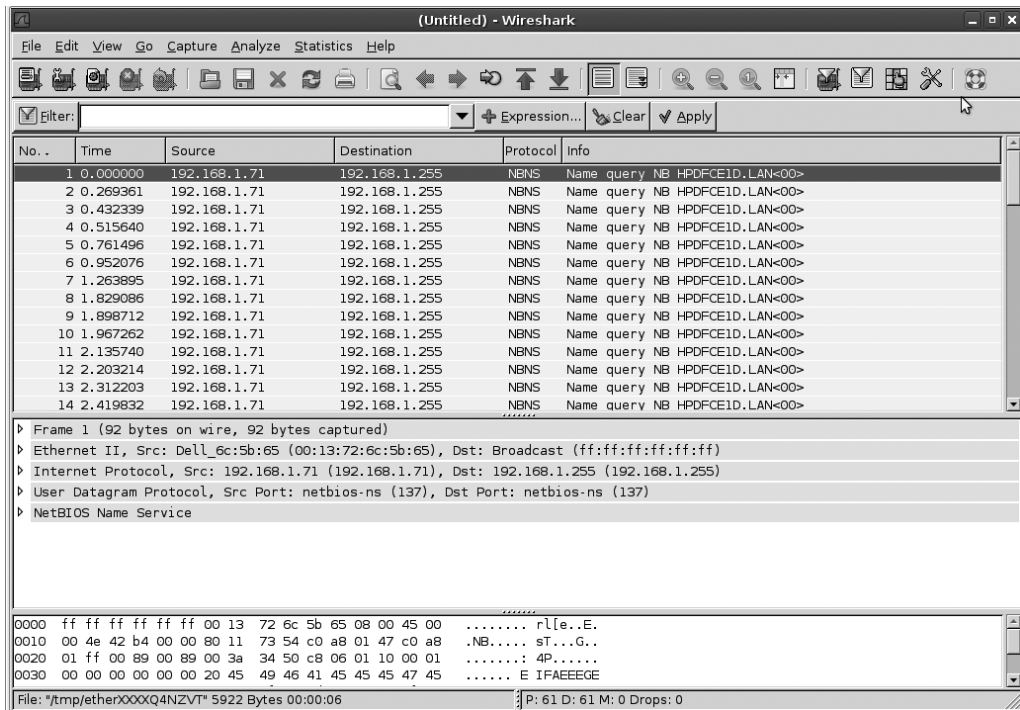 (Untitled) - Wireshark
File Edit View Go Capture Analyze Statistics Help
Filter: Expression... Clear Apply
No. . Time Source Destination Protocol Info
1 0.000000 192.168.1.71 192.168.1.255 NBNS Name query NB HPDFCE1D.LAN<00>
2 0.269361 192.168.1.71 192.168.1.255 NBNS Name query NB HPDFCE1D.LAN<00>
3 0.432339 192.168.1.71 192.168.1.255 NBNS Name query NB HPDFCE1D.LAN<00>
4 0.515640 192.168.1.71 192.168.1.255 NBNS Name query NB HPDFCE1D.LAN<00>
5 0.761496 192.168.1.71 192.168.1.255 NBNS Name query NB HPDFCE1D.LAN<00>
6 0.952076 192.168.1.71 192.168.1.255 NBNS Name query NB HPDFCE1D.LAN<00>
7 1.263895 192.168.1.71 192.168.1.255 NBNS Name query NB HPDFCE1D.LAN<00>
8 1.829086 192.168.1.71 192.168.1.255 NBNS Name query NB HPDFCE1D.LAN<00>
9 1.898712 192.168.1.71 192.168.1.255 NBNS Name query NB HPDFCE1D.LAN<00>
10 1.967262 192.168.1.71 192.168.1.255 NBNS Name query NB HPDFCE1D.LAN<00>
11 2.135740 192.168.1.71 192.168.1.255 NBNS Name query NB HPDFCE1D.LAN<00>
12 2.203214 192.168.1.71 192.168.1.255 NBNS Name query NB HPDFCE1D.LAN<00>
13 2.312203 192.168.1.71 192.168.1.255 NBNS Name query NB HPDFCE1D.LAN<00>
14 2.419832 192.168.1.71 192.168.1.255 NBNS Name query NB HPDFCE1D.LAN<00>
Frame 1 (92 bytes on wire, 92 bytes captured)
Ethernet II, Src: Dell_6c:5b:65 (00:13:72:6c:5b:65), Dst: Broadcast (ff:ff:ff:ff:ff:ff)
Internet Protocol, Src: 192.168.1.71 (192.168.1.71), Dst: 192.168.1.255 (192.168.1.255)
User Datagram Protocol, Src Port: netbios-ns (137), Dst Port: netbios-ns (137)
NetBIOS Name Service
0000 ff ff ff ff ff ff 00 13 72 6c 5b 65 08 00 45 00 ........ rl[e..E.
0010 00 4e 42 b4 00 00 80 11 73 54 c0 a8 01 47 c0 a8 .NB..... sT...G..
0020 01 ff 00 89 00 89 00 3a 34 50 c8 06 01 10 00 01 .......: 4P......
0030 00 00 00 00 00 00 20 45 49 46 41 45 45 45 47 45 ...... E IFAEEEGE
File: "/tmp/etherXXXXQ4NZVT" 5922 Bytes 00:00:06 P: 61 D: 61 M: 0 Drops: 0